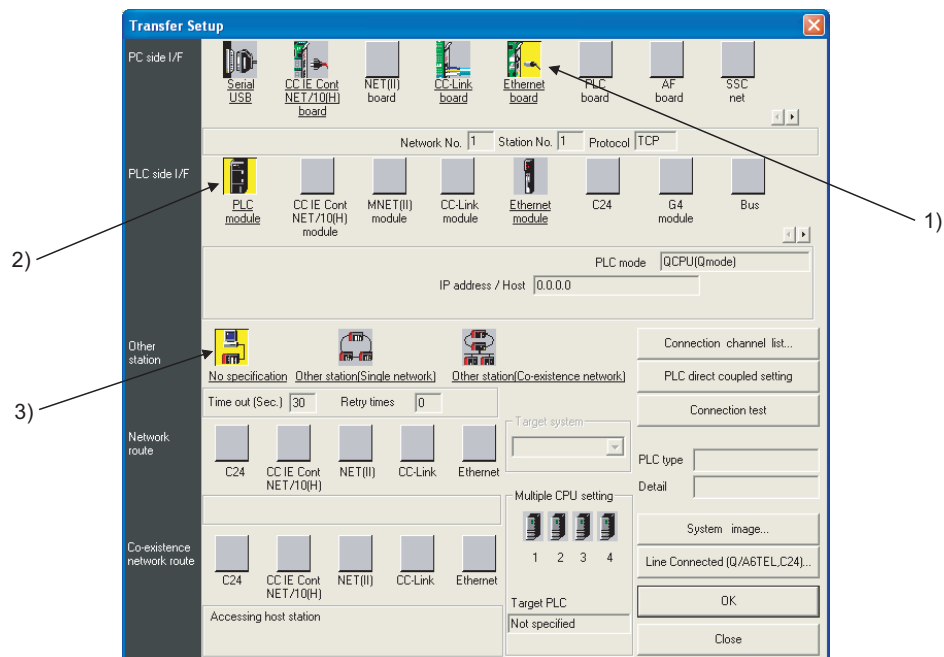 Transfer Setup
PC side I/F
Serial USB
CC IE Cont NET/10(H) board
NET(II) board
CC-Link board
Ethernet board
PLC board
AF board
SSC net
Network No. 1 Station No. 1 Protocol TCP
PLC side I/F
PLC module
CC IE Cont NET/10(H) module
MNET(II) module
CC-Link module
Ethernet module
C24
G4 module
Bus
1)
2)
PLC mode QCPU(Qmode)
IP address / Host 0.0.0.0
Other station
No specification
Other station(Single network)
Other station(Co-existence network)
Connection channel list...
PLC direct coupled setting
3)
Time out (Sec.) 30 Retry times 0
Connection test
Target system
Network route
C24
CC IE Cont NET/10(H)
NET(II)
CC-Link
Ethernet
PLC type
Detail
Multiple CPU setting
1 2 3 4
System image...
Line Connected (Q/A6TEL,C24)...
Co-existence network route
C24
CC IE Cont NET/10(H)
NET(II)
CC-Link
Ethernet
Target PLC
Not specified
OK
Accessing host station
Close